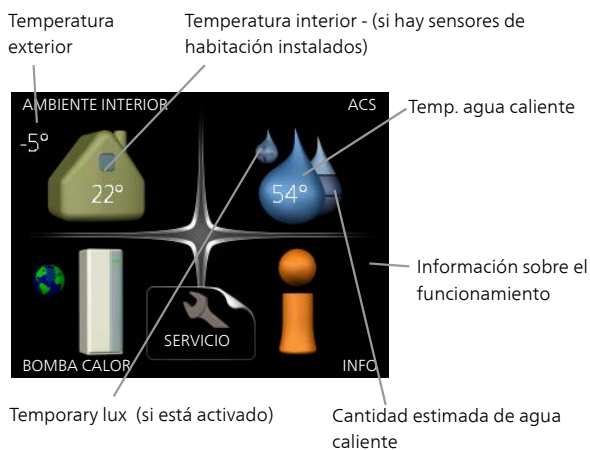 Temperatura
exterior
Temperatura interior - (si hay sensores de
habitación instalados)
AMBIENTE INTERIOR
ACS
-5°
22°
54°
Temp. agua caliente
Información sobre el
funcionamiento
SERVICIO
BOMBA CALOR
INFO
Temporary lux (si está activado)
Cantidad estimada de agua
caliente